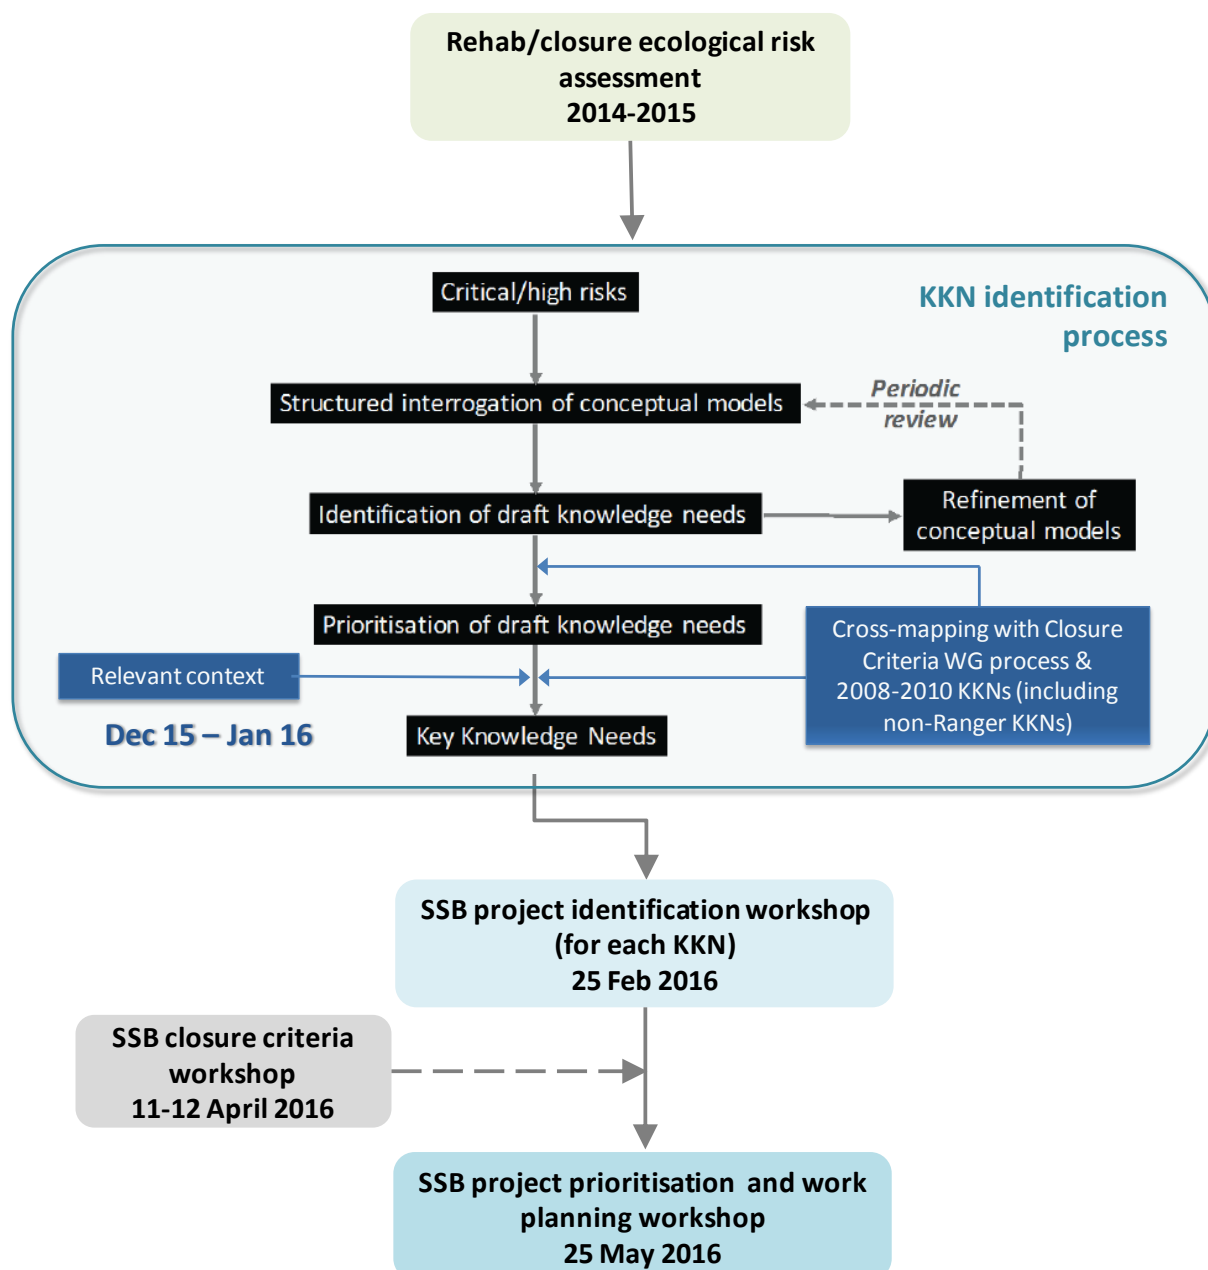 Rehab/closure ecological risk
assessment
2014-2015
KKN identification
process
Critical/high risks
Structured interrogation of conceptual models
Periodic
review
Identification of draft knowledge needs
Refinement of
conceptual models
Prioritisation of draft knowledge needs
Cross-mapping with Closure
Criteria WG process &
2008-2010 KKNs (including
non-Ranger KKNs)
Relevant context
Dec 15 – Jan 16
Key Knowledge Needs
SSB project identification workshop
(for each KKN)
25 Feb 2016
SSB closure criteria
workshop
11-12 April 2016
SSB project prioritisation and work
planning workshop
25 May 2016